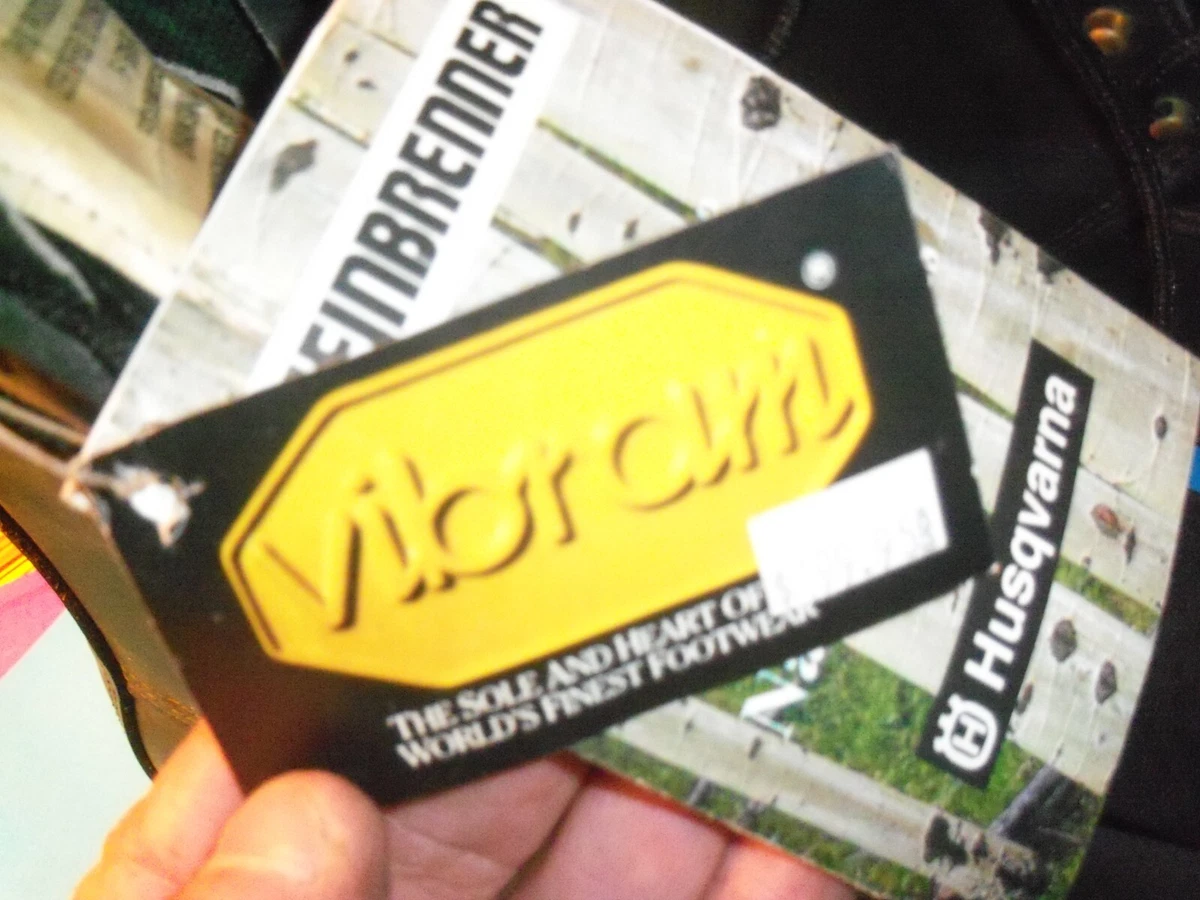 EINBRENNER
vibram
®
THE SOLE AND HEART OF
WORLD'S FINEST FOOTWEAR
Husqvarna